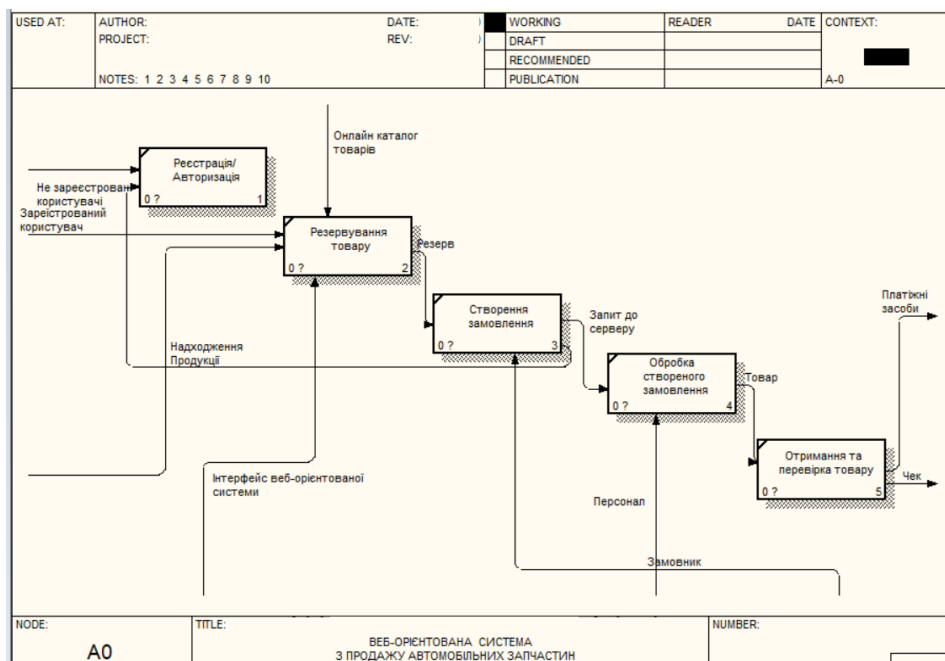 USED AT:
AUTHOR:
DATE:
PROJECT:
REV:
NOTES: 1 2 3 4 5 6 7 8 9 10
WORKING
DRAFT
RECOMMENDED
PUBLICATION
READER
DATE
CONTEXT:
A-0
Онлайн каталог
товарів
Реєстрація/
Авторизація
0 ?
1
Не зареєстровані
користувачі
Зареїстрований
користувач
Резервування
товару
0 ?
2
Резерв
Створення
замовлення
0 ?
3
Запит до
серверу
Платіжні
засоби
Надходження
Продукції
Обробка
створеного
замовлення
0 ?
4
Товар
Отримання та
перевірка товару
0 ?
5
Чек
Інтерфейс веб-орієнтованої
системи
Персонал
Замовник
NODE:
A0
TITLE:
ВЕБ-ОРІЄНТОВАНА СИСТЕМА
З ПРОДАЖУ АВТОМОБІЛЬНИХ ЗАПЧАСТИН
NUMBER: